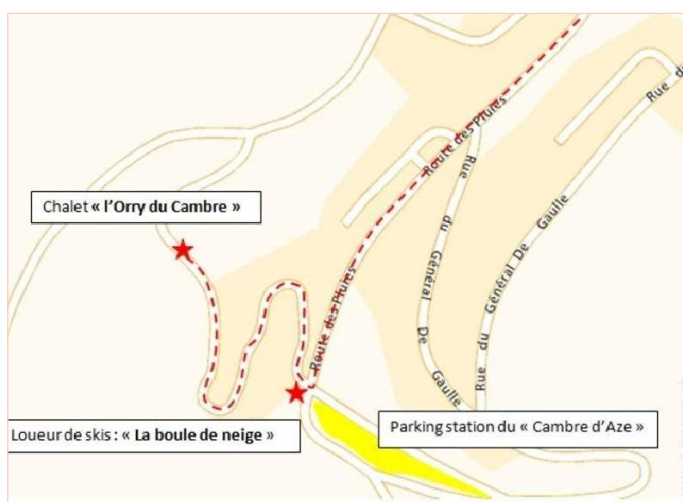 Rue du
Route des Pluies
Rue du Général De Gaulle
Rue du Général De Gaulle
Chalet « l'Orry du Cambre »
Route des Pluies
Parking station du « Cambre d'Aze »
Loueur de skis : « La boule de neige »